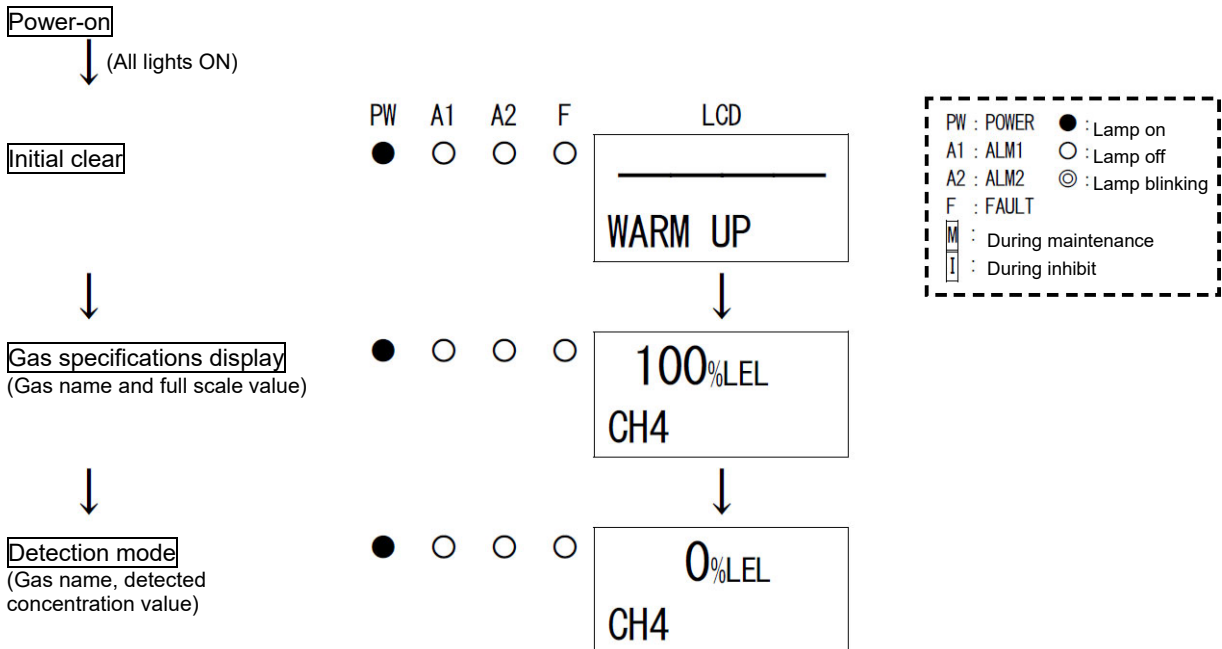 Power-on
(All lights ON)
PW A1 A2 F LCD
Initial clear
WARM UP
PW : POWER ● : Lamp on
A1 : ALM1 ○ : Lamp off
A2 : ALM2 ◎ : Lamp blinking
F : FAULT
M : During maintenance
I : During inhibit
Gas specifications display
(Gas name and full scale value)
100%LEL
CH4
Detection mode
(Gas name, detected
concentration value)
0%LEL
CH4